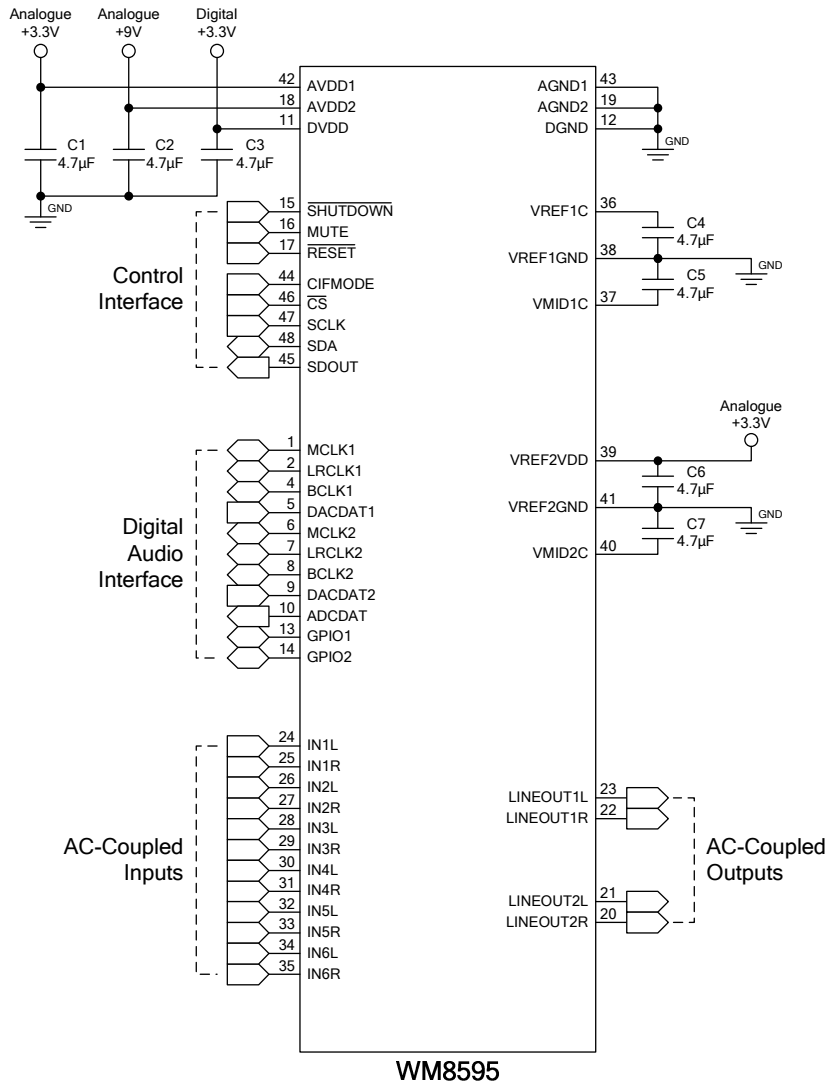 Analogue
+3.3V
Analogue
+9V
Digital
+3.3V
42
AVDD1
18
AVDD2
11
DVDD
C1
4.7µF
C2
4.7µF
C3
4.7µF
GND
AGND1
43
AGND2
19
DGND
12
GND
Control
Interface
15
SHUTDOWN
16
MUTE
17
RESET
44
CIFMODE
46
CS
47
SCLK
48
SDA
45
SDOUT
VREF1C
36
C4
4.7µF
VREF1GND
38
GND
C5
4.7µF
VMID1C
37
Analogue
+3.3V
VREF2VDD
39
C6
4.7µF
VREF2GND
41
GND
C7
4.7µF
VMID2C
40
Digital
Audio
Interface
1
MCLK1
2
LRCLK1
4
BCLK1
5
DACDAT1
6
MCLK2
7
LRCLK2
8
BCLK2
9
DACDAT2
10
ADCDAT
13
GPIO1
14
GPIO2
AC-Coupled
Inputs
24
IN1L
25
IN1R
26
IN2L
27
IN2R
28
IN3L
29
IN3R
30
IN4L
31
IN4R
32
IN5L
33
IN5R
34
IN6L
35
IN6R
LINEOUT1L
23
LINEOUT1R
22
LINEOUT2L
21
LINEOUT2R
20
AC-Coupled
Outputs
WM8595